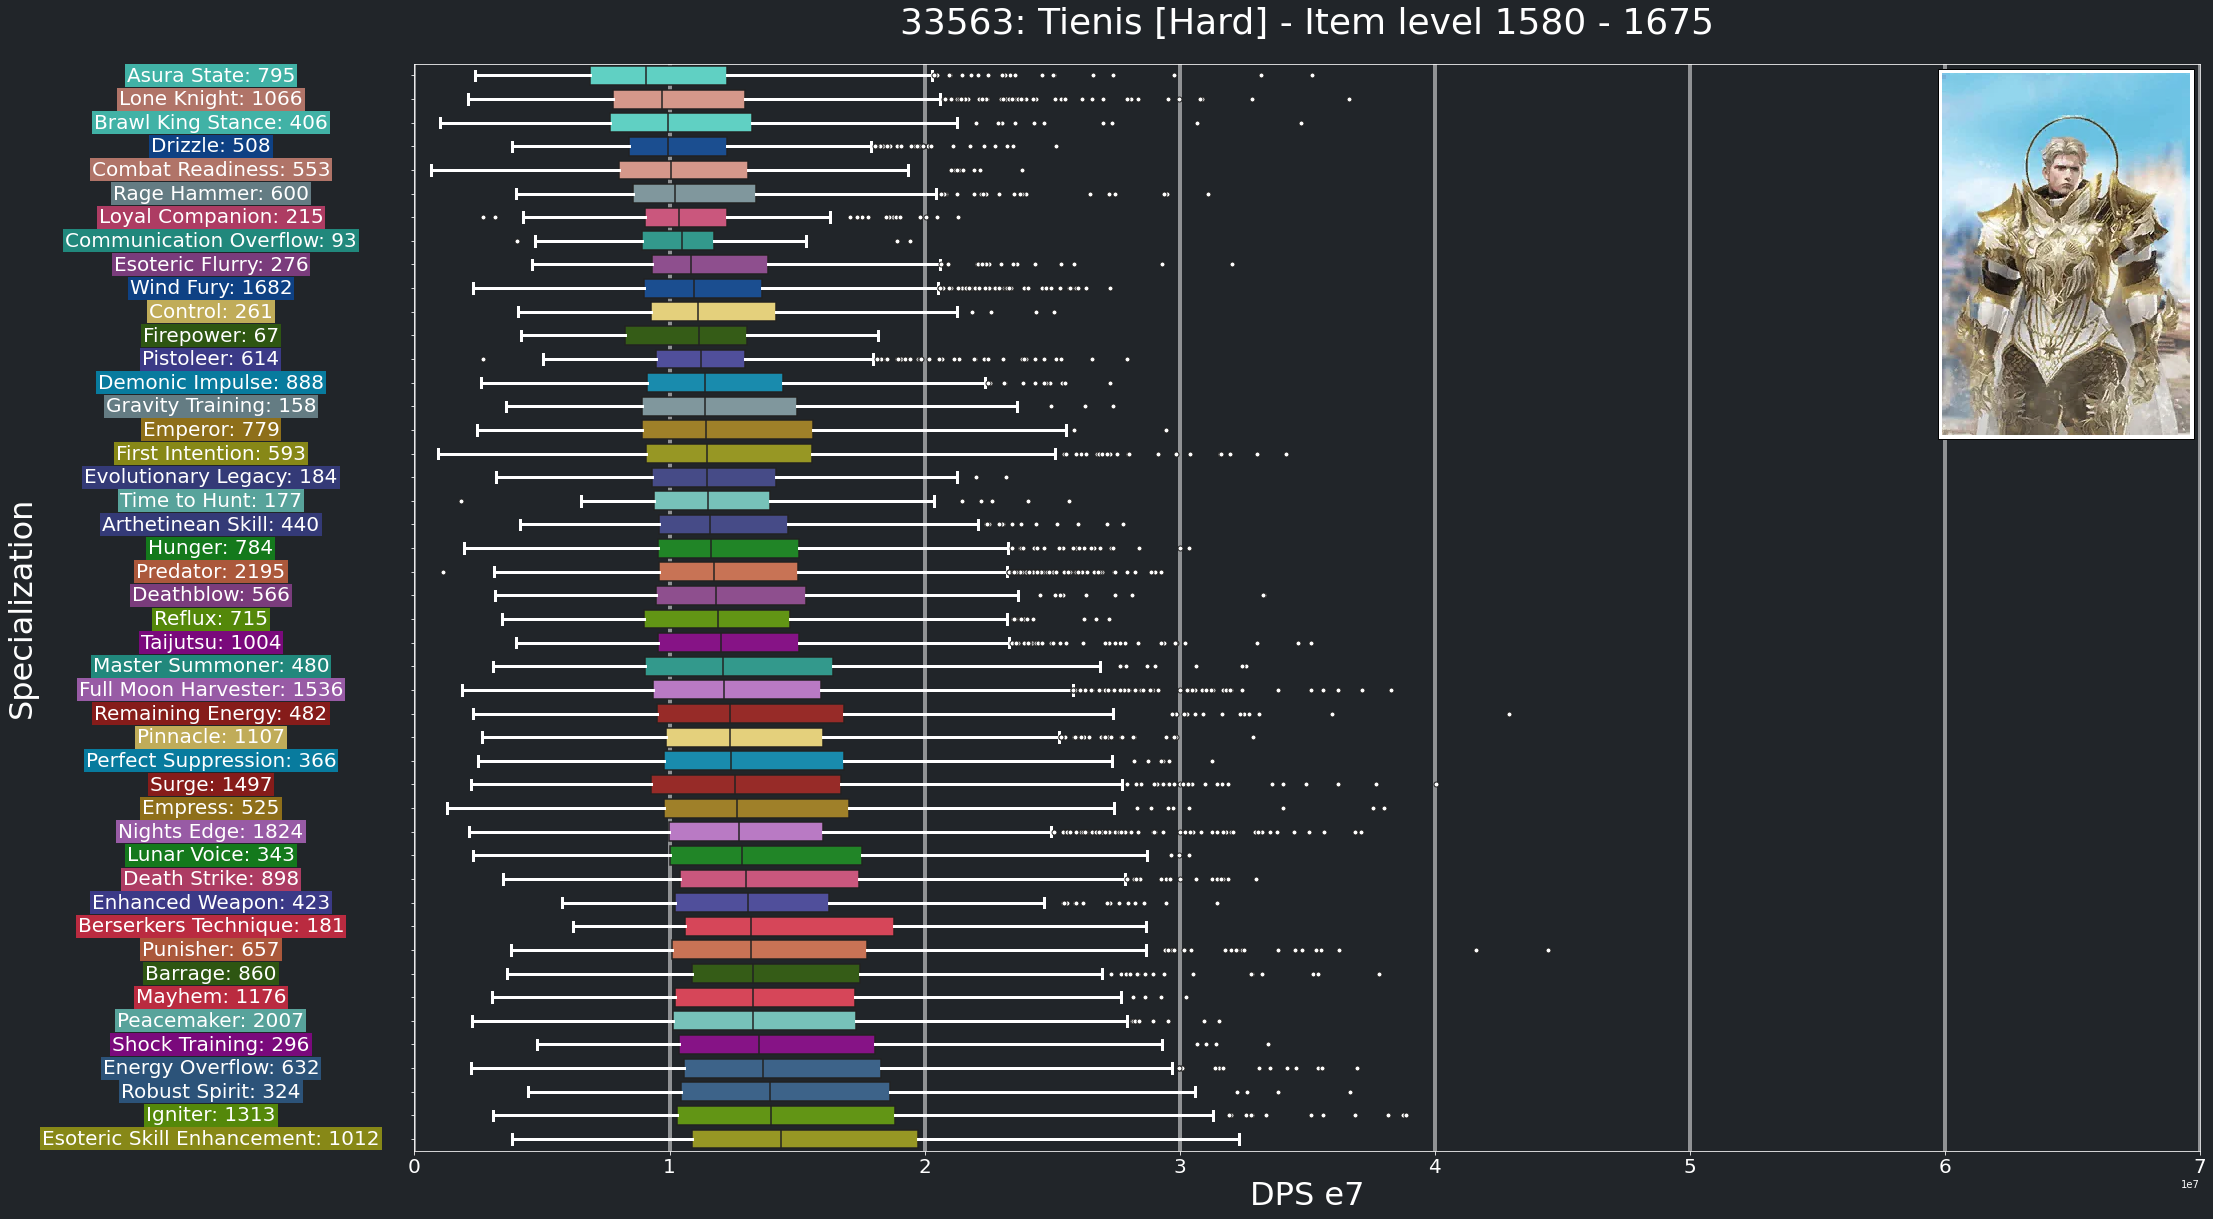 33563: Tienis [Hard] - Item level 1580 - 1675
Specialization
Asura State: 795
Lone Knight: 1066
Brawl King Stance: 406
Drizzle: 508
Combat Readiness: 553
Rage Hammer: 600
Loyal Companion: 215
Communication Overflow: 93
Esoteric Flurry: 276
Wind Fury: 1682
Control: 261
Firepower: 67
Pistoleer: 614
Demonic Impulse: 888
Gravity Training: 158
Emperor: 779
First Intention: 593
Evolutionary Legacy: 184
Time to Hunt: 177
Arthetinean Skill: 440
Hunger: 784
Predator: 2195
Deathblow: 566
Reflux: 715
Taijutsu: 1004
Master Summoner: 480
Full Moon Harvester: 1536
Remaining Energy: 482
Pinnacle: 1107
Perfect Suppression: 366
Surge: 1497
Empress: 525
Nights Edge: 1824
Lunar Voice: 343
Death Strike: 898
Enhanced Weapon: 423
Berserkers Technique: 181
Punisher: 657
Barrage: 860
Mayhem: 1176
Peacemaker: 2007
Shock Training: 296
Energy Overflow: 632
Robust Spirit: 324
Igniter: 1313
Esoteric Skill Enhancement: 1012
0 1 2 3 4 5 6 7
1e7
DPS e7